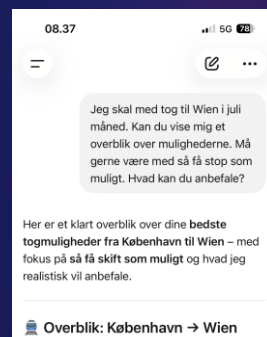 08.37
5G 78
Jeg skal med tog til Wien i juli
måned. Kan du vise mig et
overblik over mulighederne. Må
gerne være med så få stop som
muligt. Hvad kan du anbefale?
Her er et klart overblik over dine bedste
togmuligheder fra København til Wien – med
fokus på så få skift som muligt og hvad jeg
realistisk vil anbefale.
Overblik: København → Wien